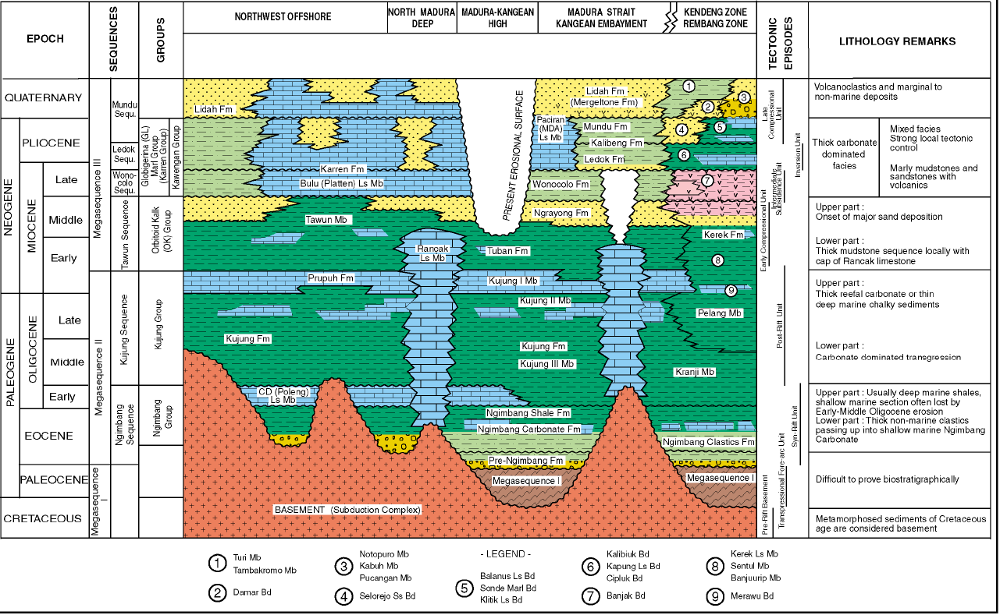 EPOCH
SEQUENCES
GROUPS
NORTHWEST OFFSHORE
NORTH MADURA
DEEP
MADURA-KANGEAN
HIGH
MADURA STRAIT
KANGEAN EMBAYMENT
KENDENG ZONE
REMBANG ZONE
TECTONIC
EPISODES
LITHOLOGY REMARKS
QUATERNARY
NEOGENE
PLIOCENE
MIOCENE
Late
Middle
Early
PALEOGENE
OLIGOCENE
Late
Middle
Early
EOCENE
PALEOCENE
CRETACEOUS
Megasequence III
Megasequence II
Megasequence
I
Mundu
Sequ.
Ledok
Sequ.
Wono-
colo
Sequ.
Tawun Sequence
Kujung Sequence
Ngimbang
Sequence
Globigerina (GL)
Marl Group
(Karren Group)
Kawengan Group
Orbitoid Kalk
(OK) Group
Kujung Group
Ngimbang
Group
Lidah Fm
Karren Fm
Bulu (Platten) Ls Mb
Tawun Mb
Rancak
Ls Mb
Prupuh Fm
Kujung Fm
CD (Poleng)
Ls Mb
BASEMENT (Subduction Complex)
PRESENT EROSIONAL SURFACE
Lidah Fm
(Mergeltone Fm)
Paciran
(MDA)
Ls Mb
Mundu Fm
Kalibeng Fm
Ledok Fm
Wonocolo Fm
Ngrayong Fm
Tuban Fm
Kujung I Mb
Kujung II Mb
Kujung Fm
Kujung III Mb
Ngimbang Shale Fm
Ngimbang Carbonate Fm
Pre-Ngimbang Fm
Megasequence I
1
2
3
4
5
6
7
Kerek Fm
8
9
Pelang Mb
Kranji Mb
Ngimbang Clastics Fm
Megasequence I
Late
Compressional
Unit
Inversion Unit
Intermediate
Subsidence Unit
Early Compressional Unit
Post-Rift Unit
Syn-Rift Unit
Transpressional Fore-arc Unit
Pre-Rift Basement
Volcanoclastics and marginal to
non-marine deposits
Thick carbonate
dominated
facies
Mixed facies
Strong local tectonic
control
Marly mudstones and
sandstones with
volcanics
Upper part :
Onset of major sand deposition
Lower part :
Thick mudstone sequence locally with
cap of Rancak limestone
Upper part :
Thick reefal carbonate or thin
deep marine chalky sediments
Lower part :
Carbonate dominated transgression
Upper part : Usually deep marine shales,
shallow marine section often lost by
Early-Middle Oligocene erosion
Lower part : Thick non-marine clastics
passing up into shallow marine Ngimbang
Carbonate
Difficult to prove biostratigraphically
Metamorphosed sediments of Cretaceous
age are considered basement
- LEGEND -
1 Turi Mb
Tambakromo Mb
2 Damar Bd
3 Notopuro Mb
Kabuh Mb
Pucangan Mb
4 Selorejo Ss Bd
5 Balanus Ls Bd
Sonde Marl Bd
Klitik Ls Bd
6 Kalibiuk Bd
Kapung Ls Bd
Cipluk Bd
7 Banjak Bd
8 Kerek Ls Mb
Sentul Mb
Banjuurip Mb
9 Merawu Bd